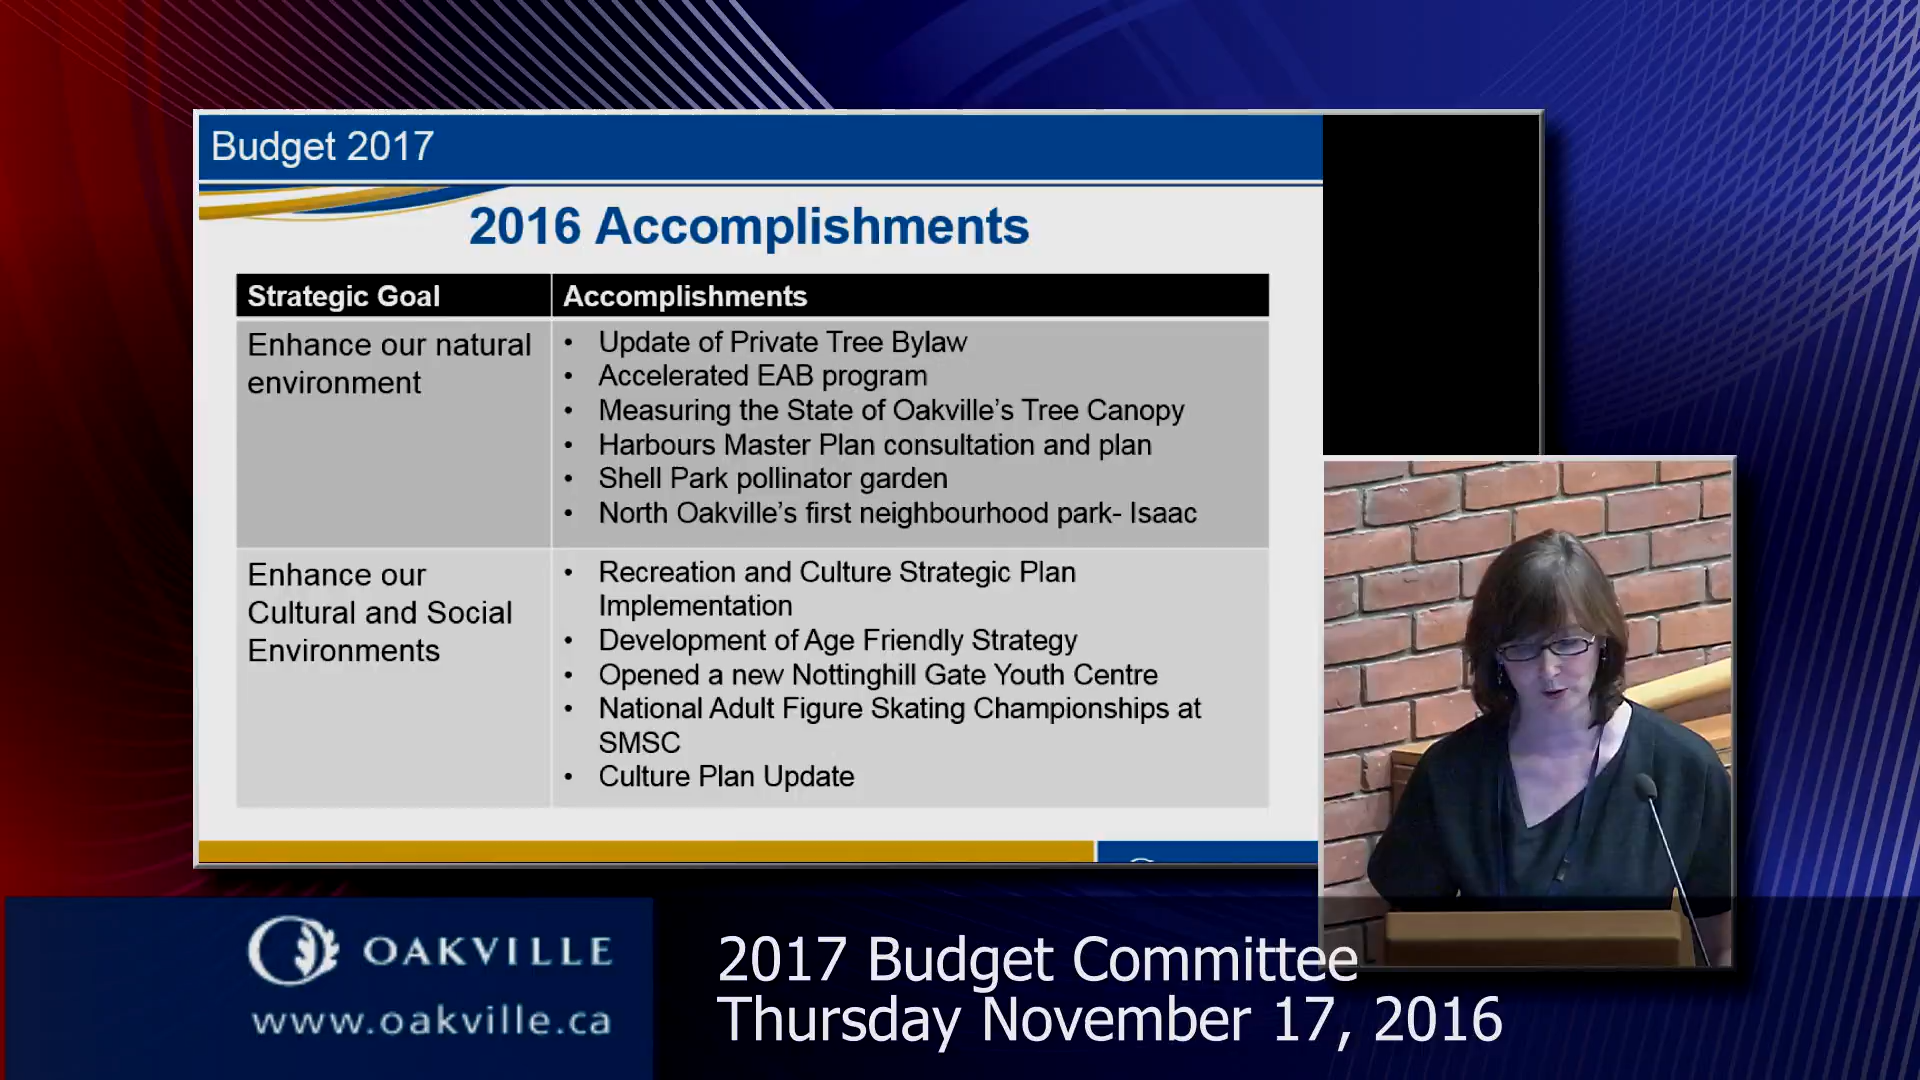 Budget 2017
2016 Accomplishments
Strategic Goal
Accomplishments
Enhance our natural
environment
• Update of Private Tree Bylaw
• Accelerated EAB program
• Measuring the State of Oakville's Tree Canopy
• Harbours Master Plan consultation and plan
• Shell Park pollinator garden
• North Oakville's first neighbourhood park- Isaac
Enhance our
Cultural and Social
Environments
• Recreation and Culture Strategic Plan
Implementation
• Development of Age Friendly Strategy
• Opened a new Nottinghill Gate Youth Centre
• National Adult Figure Skating Championships at
SMSC
• Culture Plan Update
OAKVILLE
www.oakville.ca
2017 Budget Committee
Thursday November 17, 2016